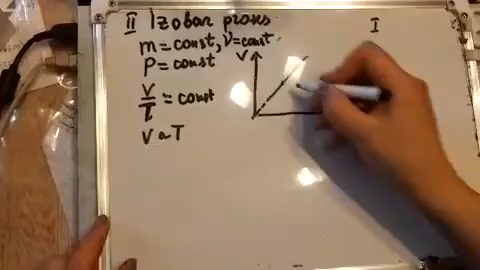 II Izobar proses
I
m = const, ν = const
P = const
V
V/T = const
V ~ T